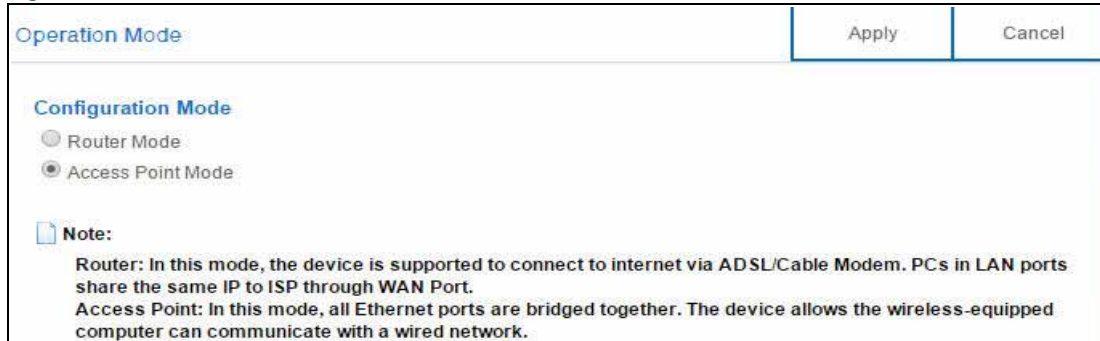 Operation Mode
Apply
Cancel
Configuration Mode
Router Mode
Access Point Mode
Note:
Router: In this mode, the device is supported to connect to internet via ADSL/Cable Modem. PCs in LAN ports
share the same IP to ISP through WAN Port.
Access Point: In this mode, all Ethernet ports are bridged together. The device allows the wireless-equipped
computer can communicate with a wired network.